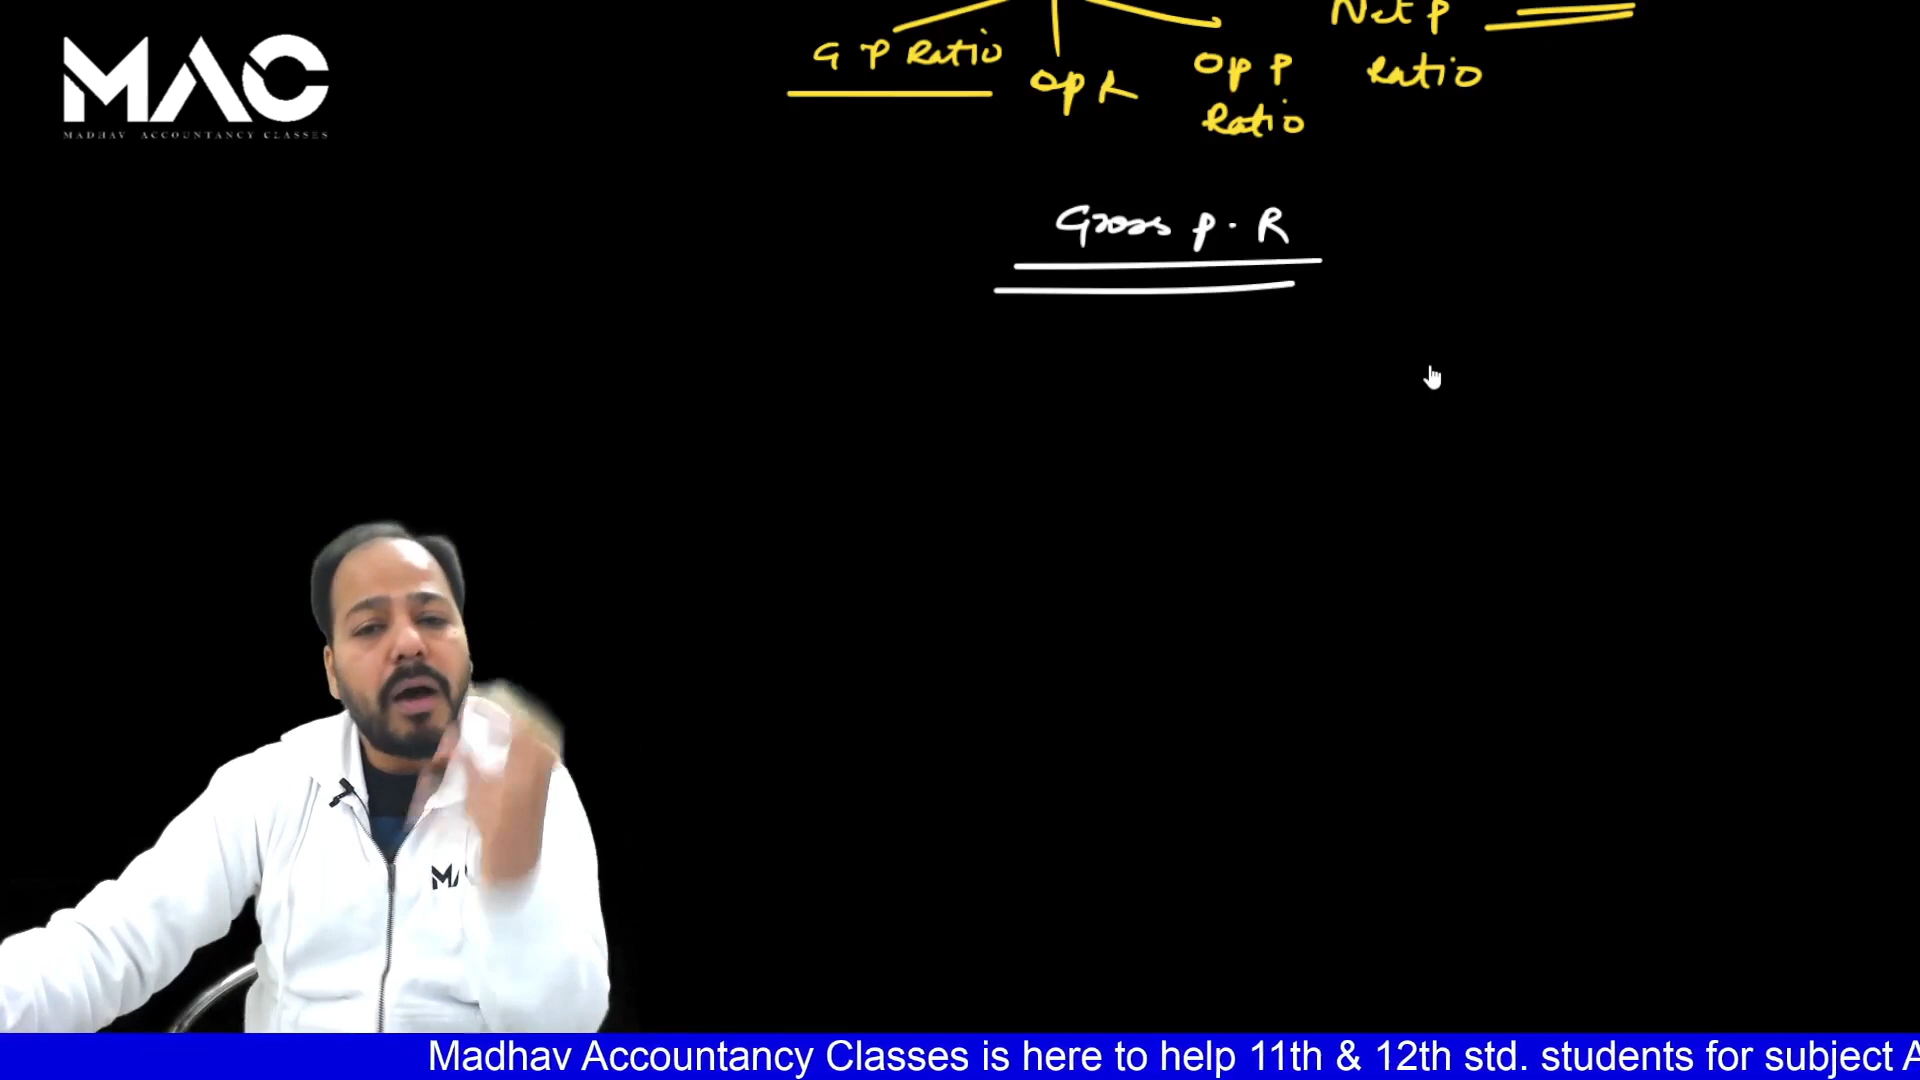 MAC
MADHAV ACCOUNTANCY CLASSES
G P Ratio
Op R
Op P
Ratio
Net P
Ratio
Gross P. R
MA
Madhav Accountancy Classes is here to help 11th & 12th std. students for subject A